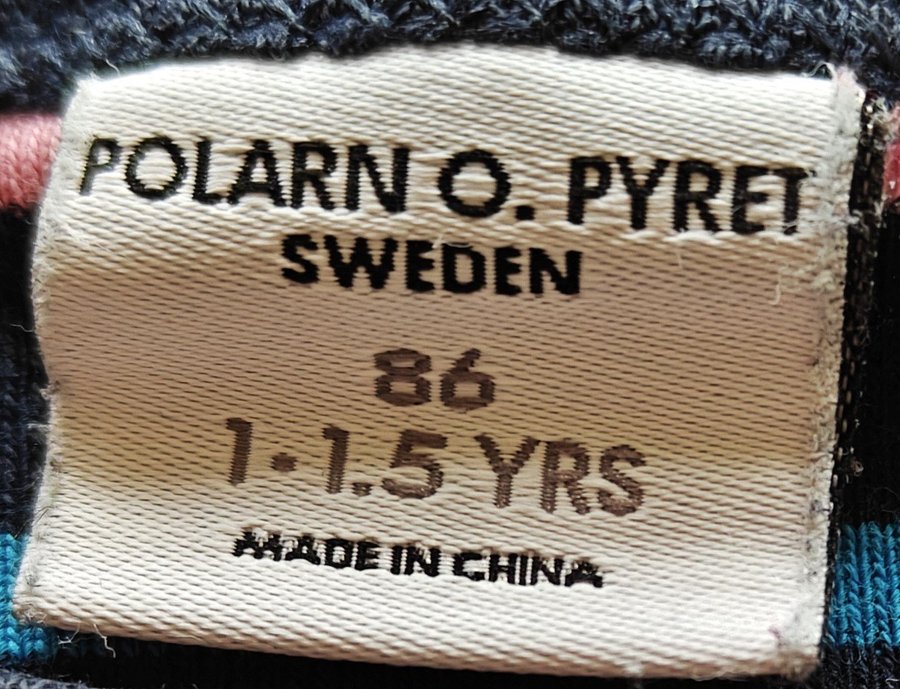 POLARN O. PYRET
SWEDEN
86
1·1.5 YRS
MADE IN CHINA